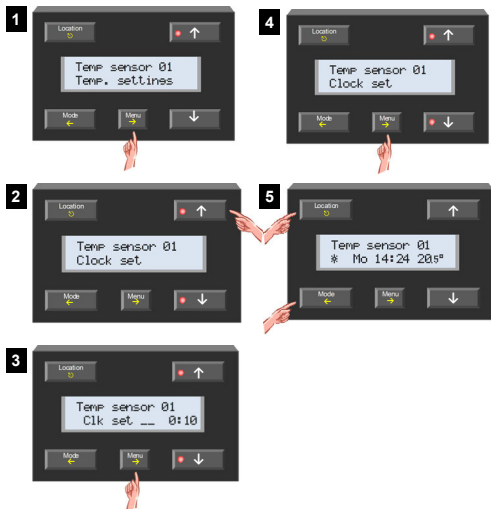 1
Location
↑
Temp sensor 01
Temp. settings
Mode
←
Menu
→
↓
2
Location
↑
Temp sensor 01
Clock set
Mode
←
Menu
→
↓
3
Location
↑
Temp sensor 01
Clk set __ 0:10
Mode
←
Menu
→
↓
4
Location
↑
Temp sensor 01
Clock set
Mode
←
Menu
→
↓
5
Location
↑
Temp sensor 01
* Mo 14:24 20.5°
Mode
←
Menu
→
↓